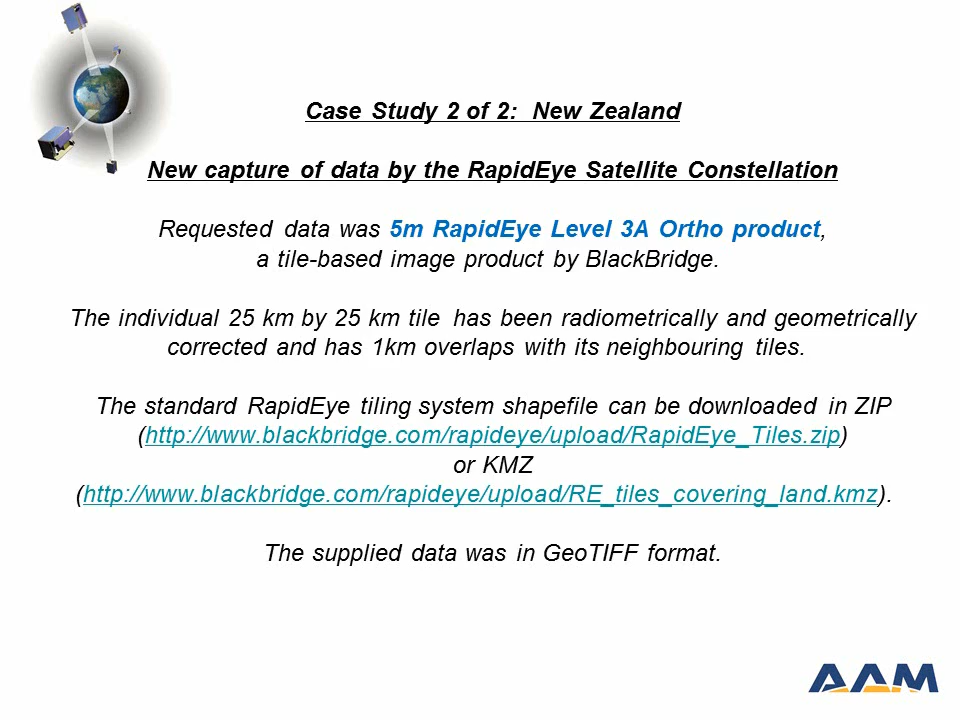 Case Study 2 of 2: New Zealand
New capture of data by the RapidEye Satellite Constellation
Requested data was 5m RapidEye Level 3A Ortho product,
a tile-based image product by BlackBridge.
The individual 25 km by 25 km tile has been radiometrically and geometrically
corrected and has 1km overlaps with its neighbouring tiles.
The standard RapidEye tiling system shapefile can be downloaded in ZIP
(http://www.blackbridge.com/rapideye/upload/RapidEye_Tiles.zip)
or KMZ
(http://www.blackbridge.com/rapideye/upload/RE_tiles_covering_land.kmz).
The supplied data was in GeoTIFF format.
AAM